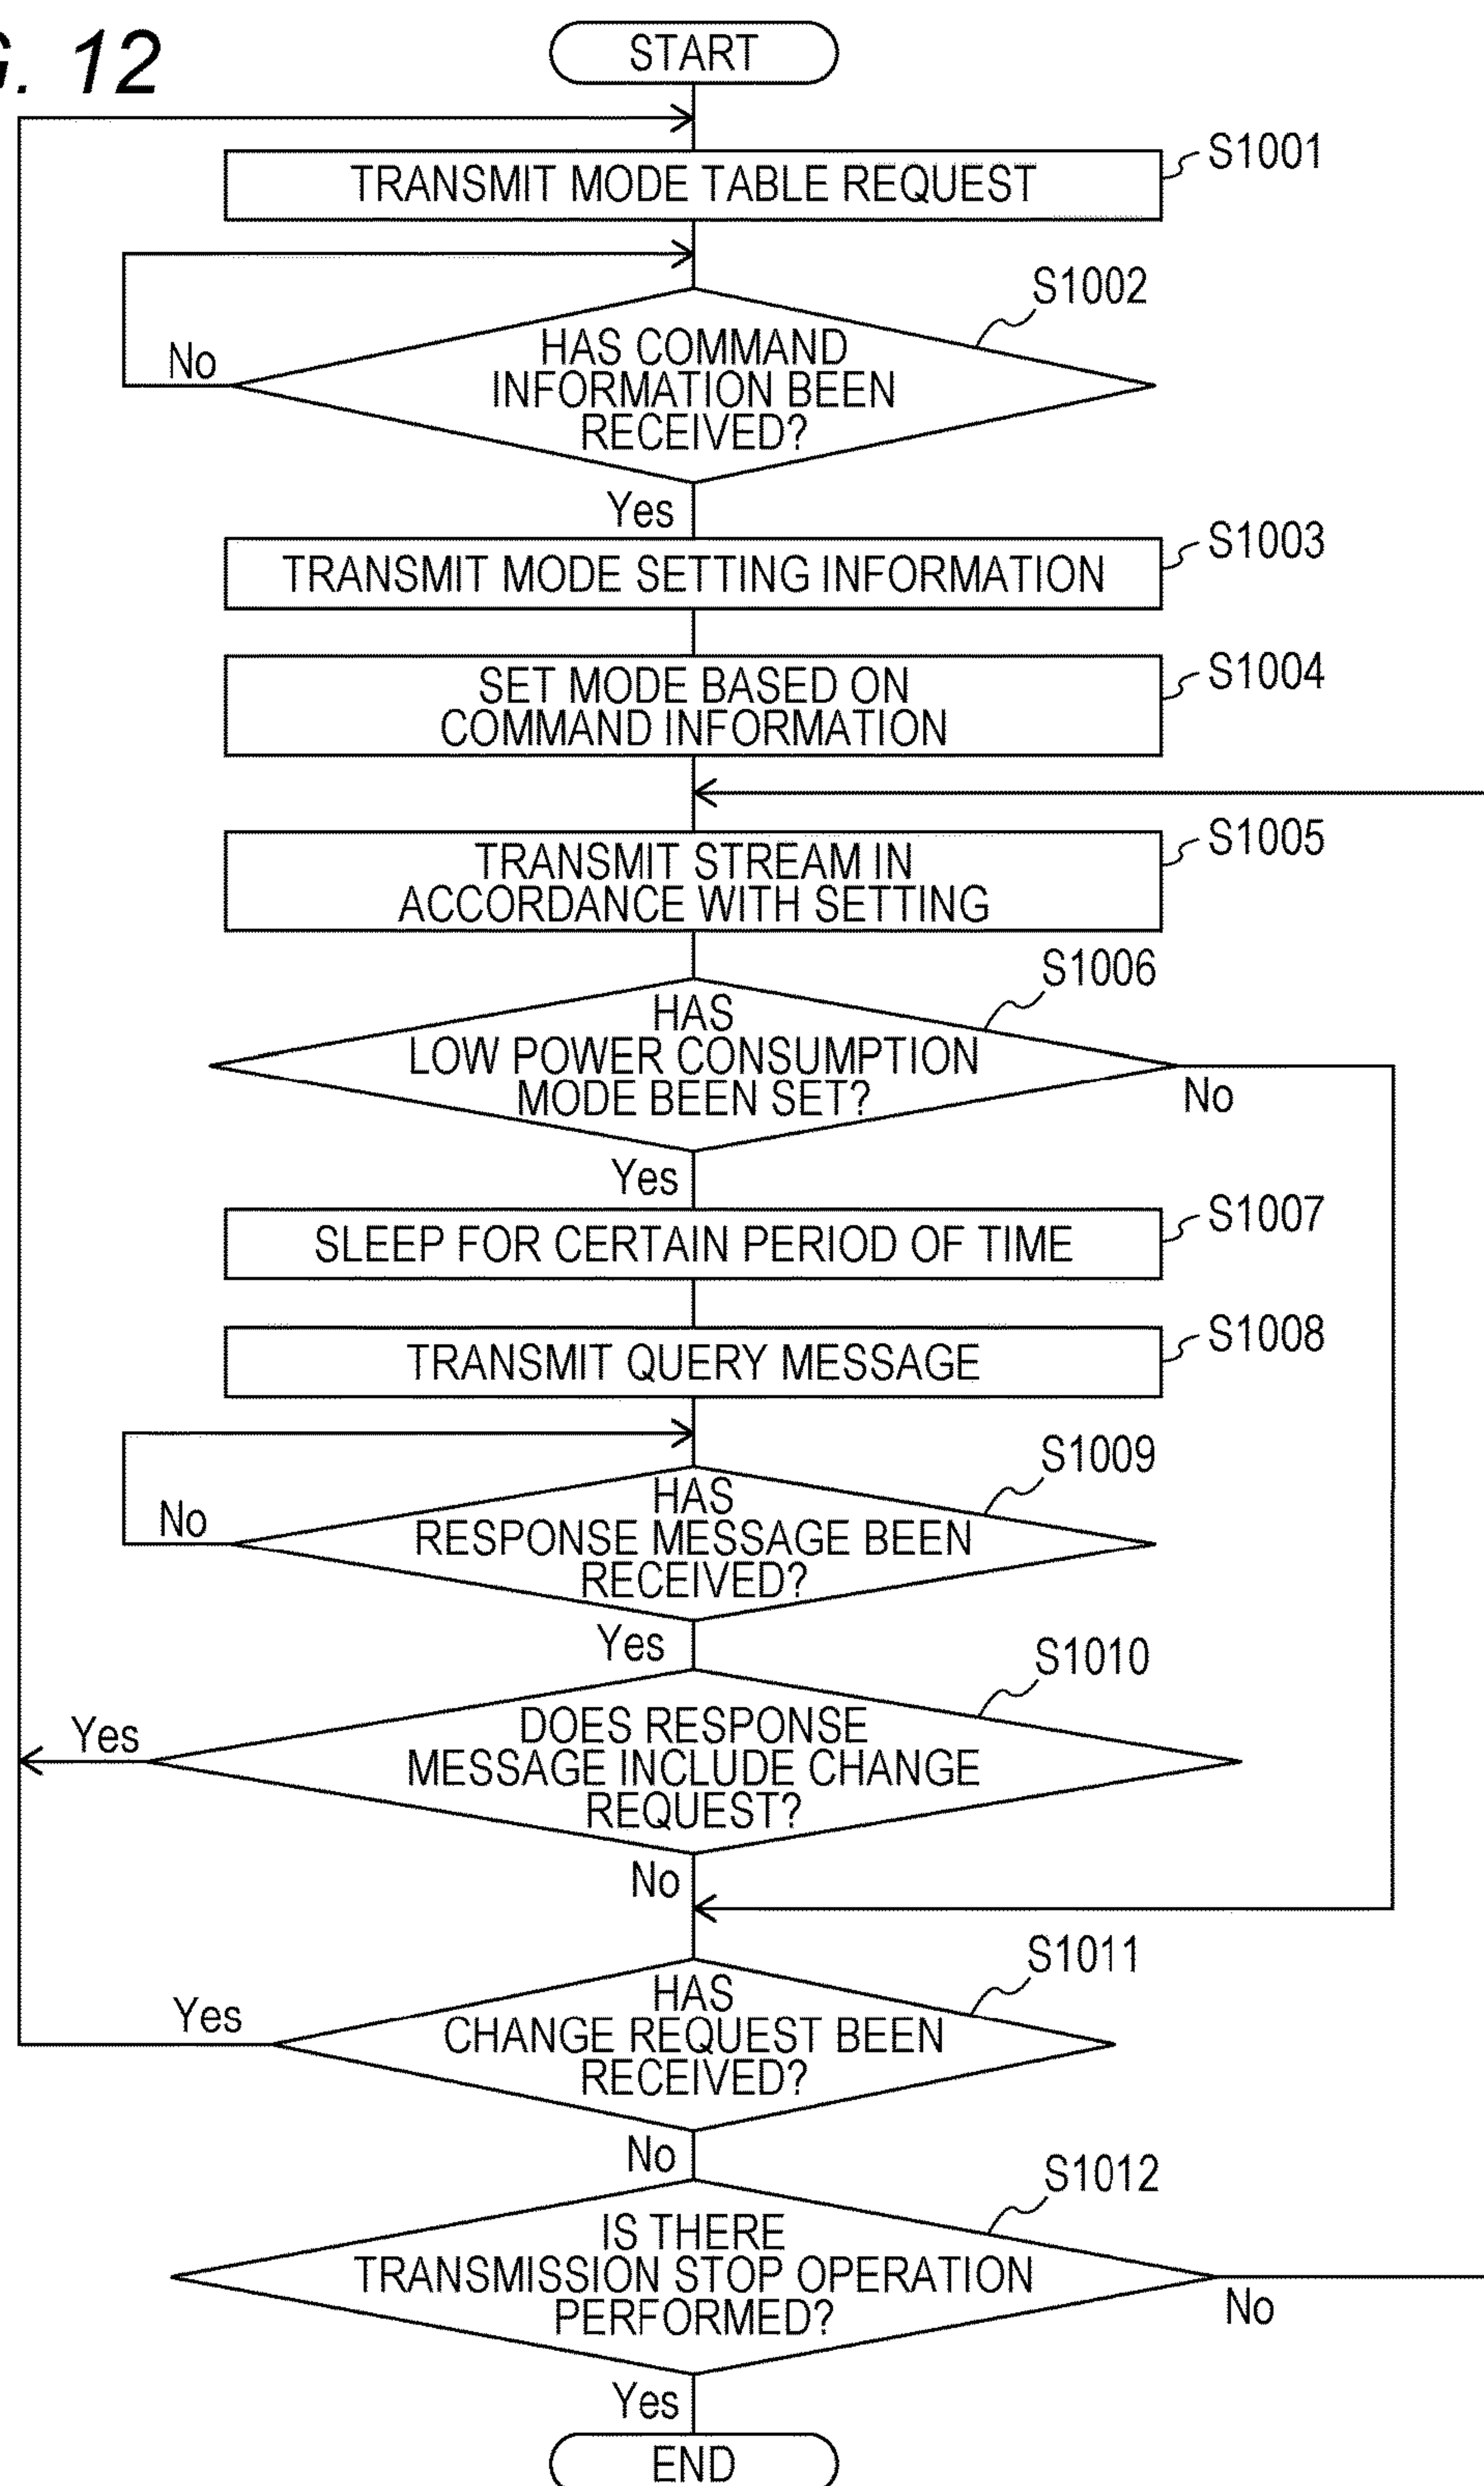 G. 12
START
TRANSMIT MODE TABLE REQUEST
S1001
S1002
HAS COMMAND
INFORMATION BEEN
RECEIVED?
No
Yes
TRANSMIT MODE SETTING INFORMATION
S1003
SET MODE BASED ON
COMMAND INFORMATION
S1004
TRANSMIT STREAM IN
ACCORDANCE WITH SETTING
S1005
S1006
HAS
LOW POWER CONSUMPTION
MODE BEEN SET?
No
Yes
SLEEP FOR CERTAIN PERIOD OF TIME
S1007
TRANSMIT QUERY MESSAGE
S1008
S1009
HAS
RESPONSE MESSAGE BEEN
RECEIVED?
No
Yes
S1010
DOES RESPONSE
MESSAGE INCLUDE CHANGE
REQUEST?
Yes
No
S1011
HAS
CHANGE REQUEST BEEN
RECEIVED?
Yes
No
S1012
IS THERE
TRANSMISSION STOP OPERATION
PERFORMED?
No
Yes
END